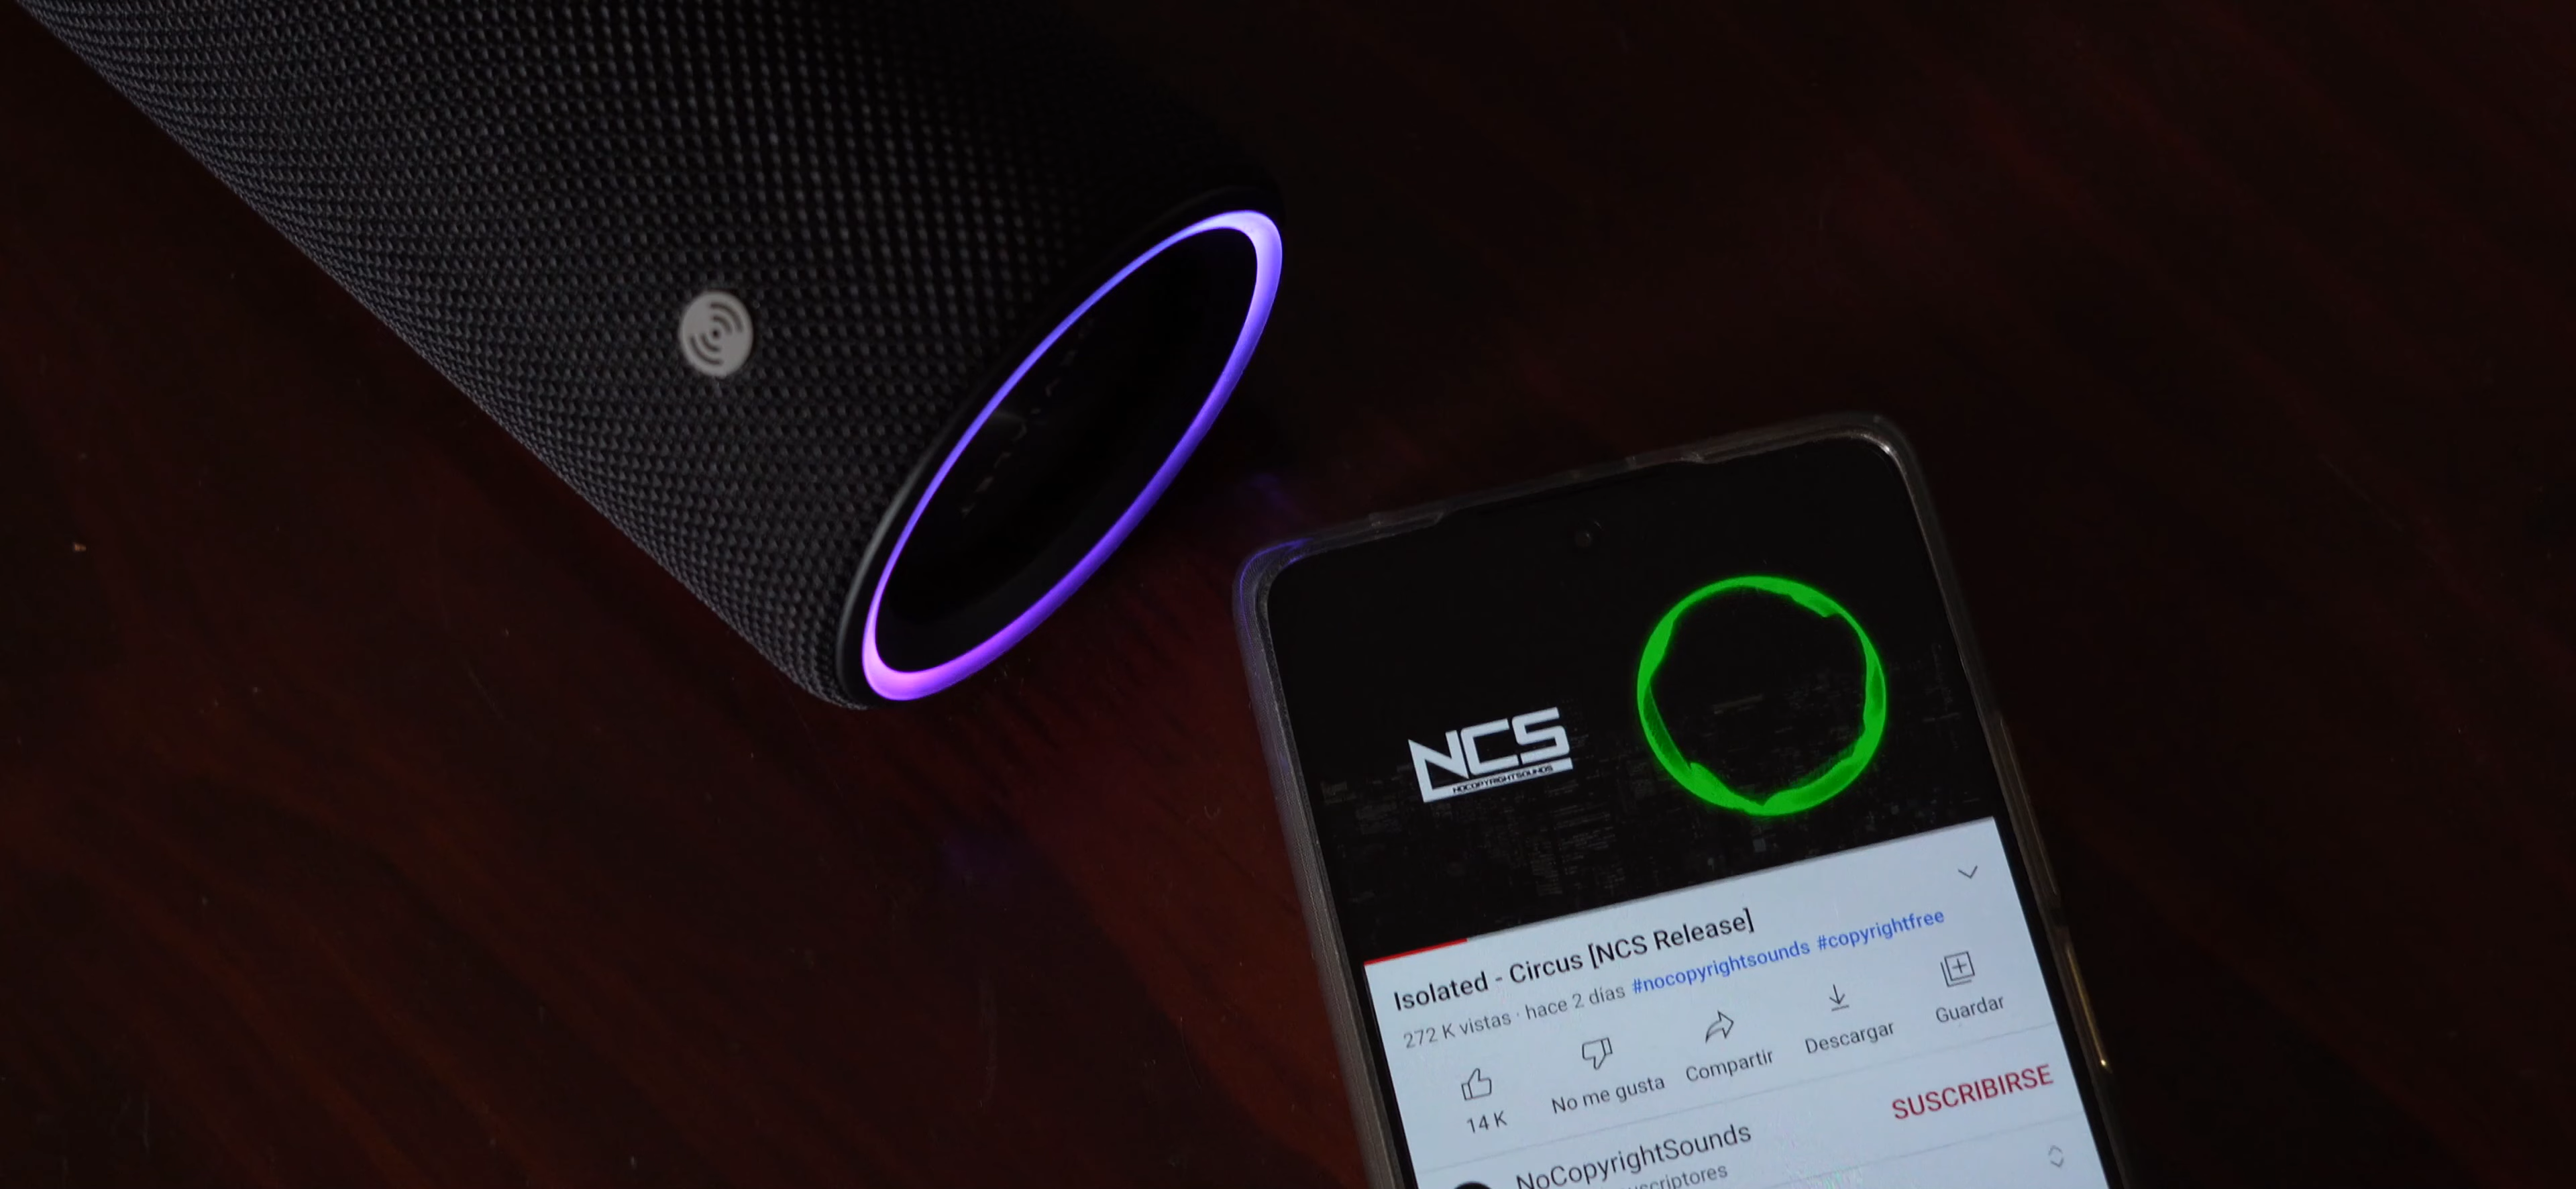 NCS
NOCOPYRIGHTSOUNDS
Isolated - Circus [NCS Release]
272 K vistas · hace 2 días #nocopyrightsounds #copyrightfree
14 K No me gusta Compartir Descargar Guardar
NoCopyrightSounds SUSCRIBIRSE